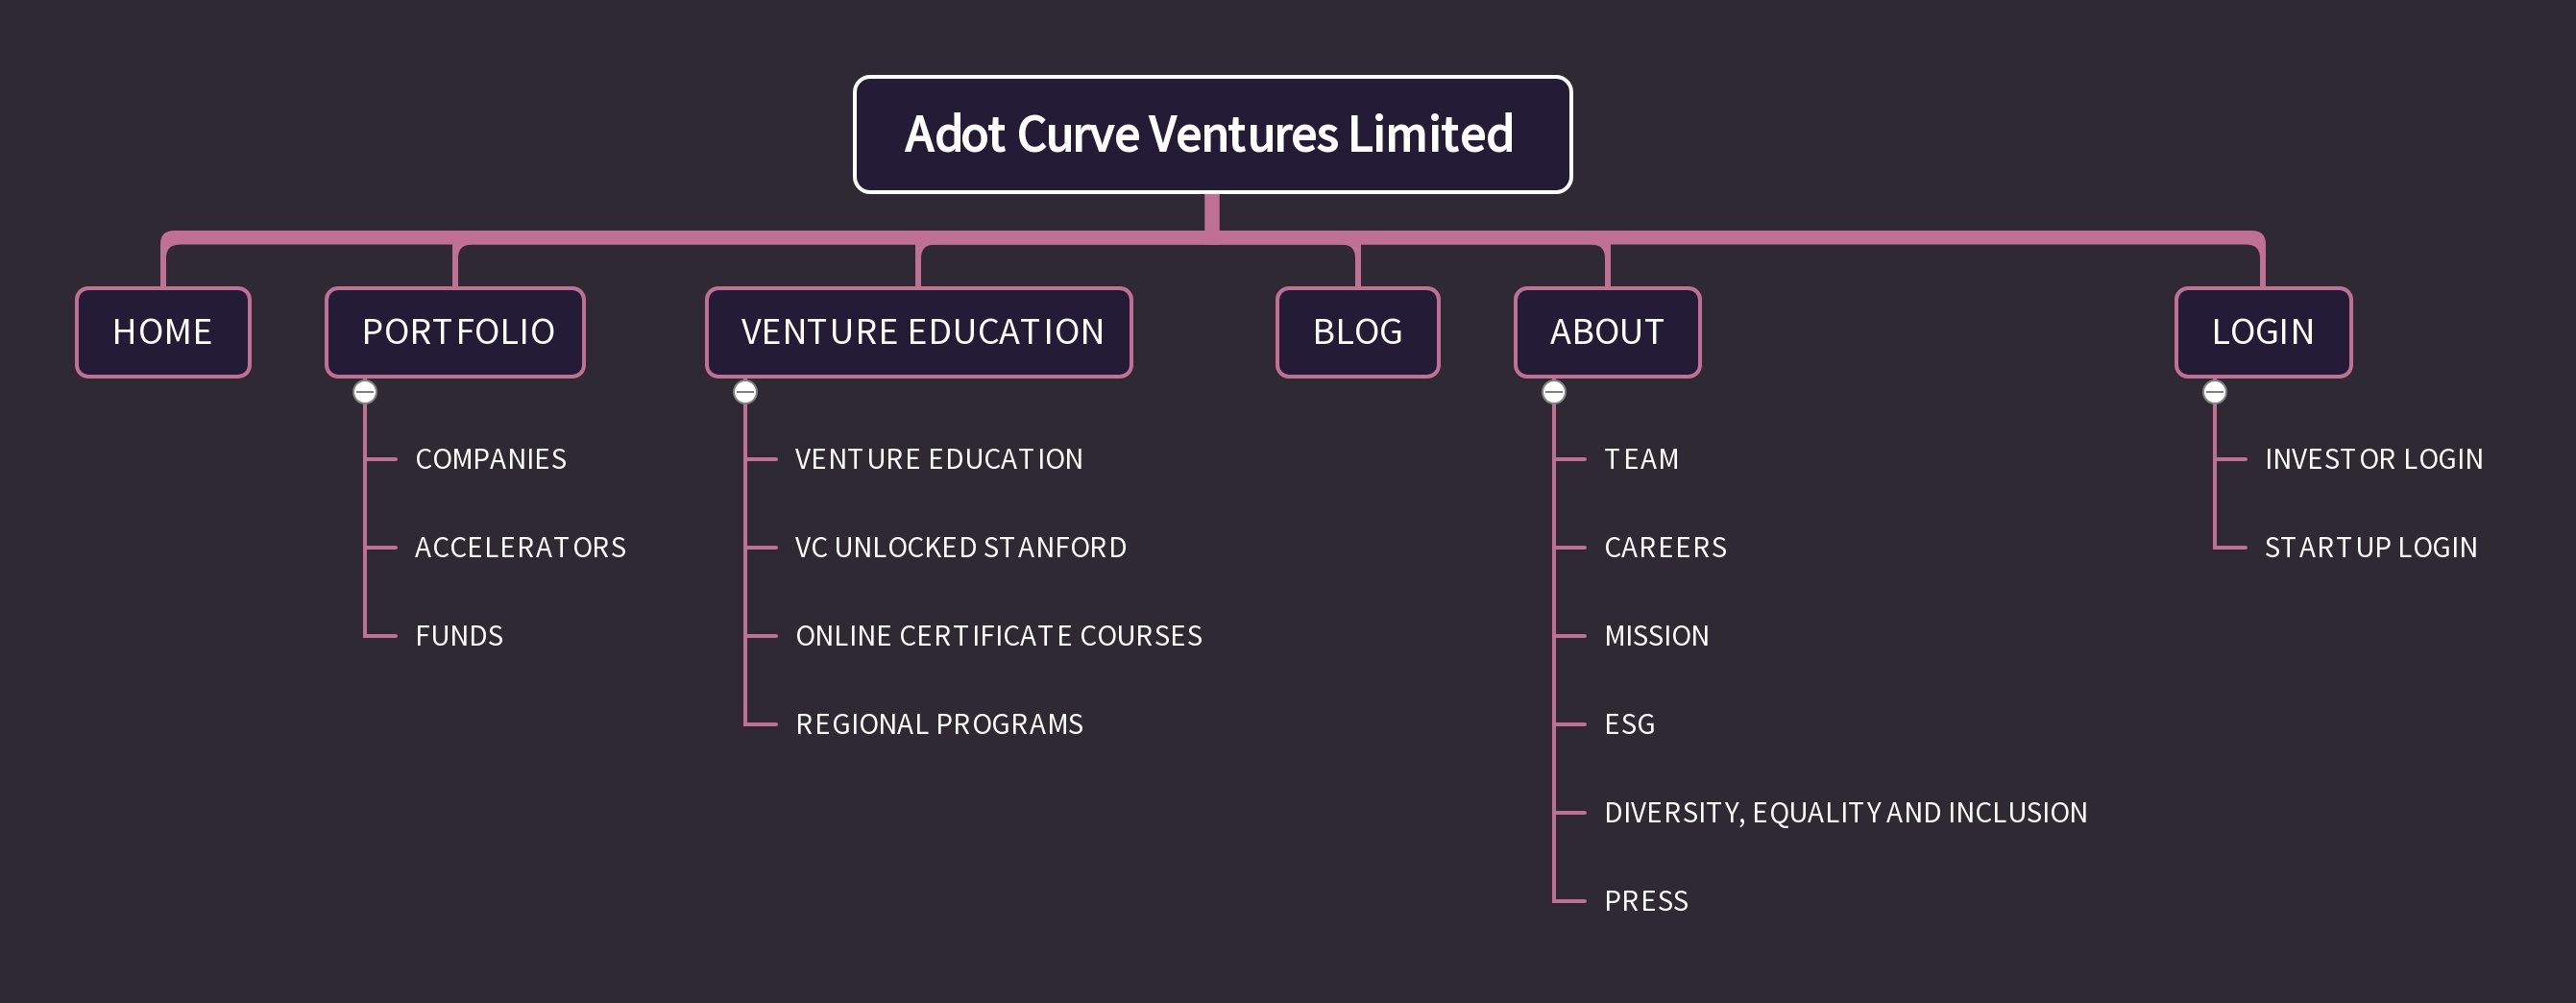 Adot Curve Ventures Limited
HOME
PORTFOLIO
VENTURE EDUCATION
BLOG
ABOUT
LOGIN
COMPANIES
ACCELERATORS
FUNDS
VENTURE EDUCATION
VC UNLOCKED STANFORD
ONLINE CERTIFICATE COURSES
REGIONAL PROGRAMS
TEAM
CAREERS
MISSION
ESG
DIVERSITY, EQUALITY AND INCLUSION
PRESS
INVESTOR LOGIN
STARTUP LOGIN